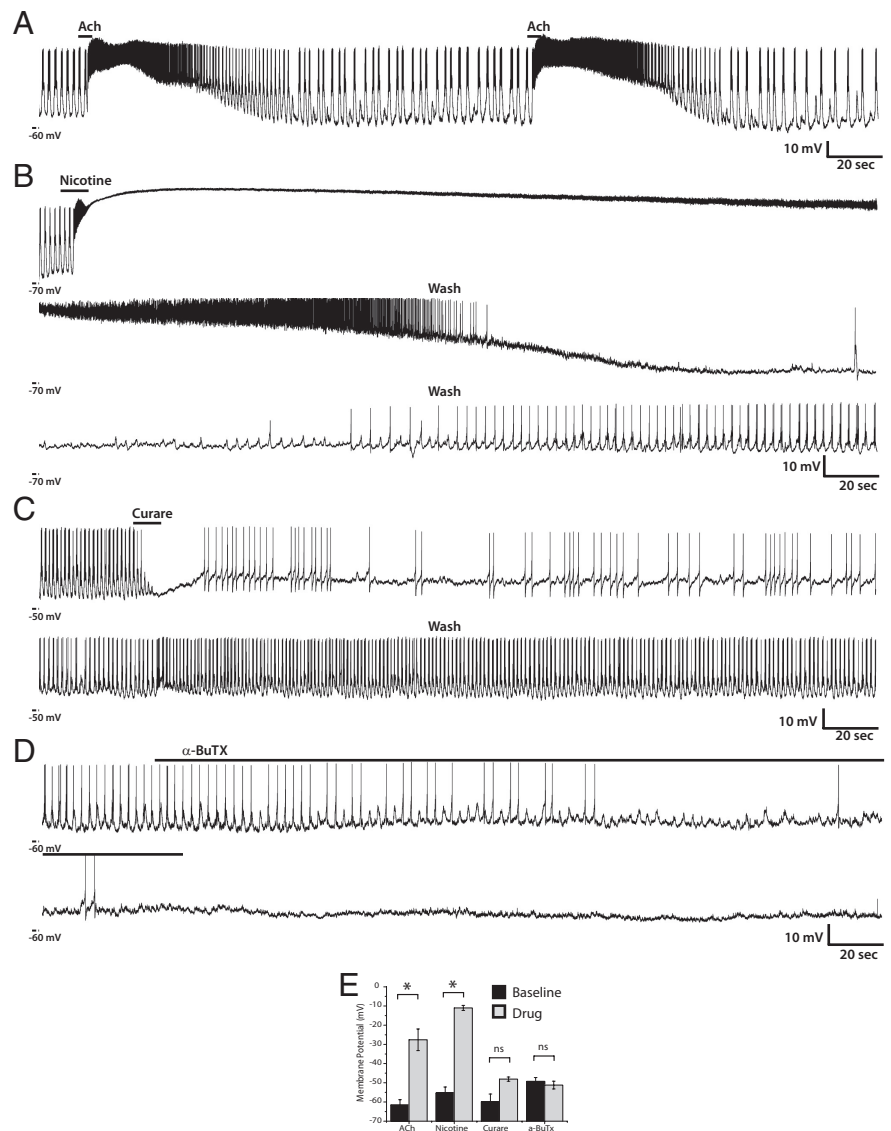 A
Ach
Ach
-60 mV
10 mV
20 sec
B
Nicotine
-70 mV
Wash
-70 mV
Wash
-70 mV
10 mV
20 sec
C
Curare
-50 mV
Wash
-50 mV
10 mV
20 sec
D
α-BuTX
-60 mV
-60 mV
10 mV
20 sec
E
Membrane Potential (mV)
0
-10
-20
-30
-40
-50
-60
-70
* * ns ns
Baseline
Drug
ACh Nicotine Curare a-BuTx